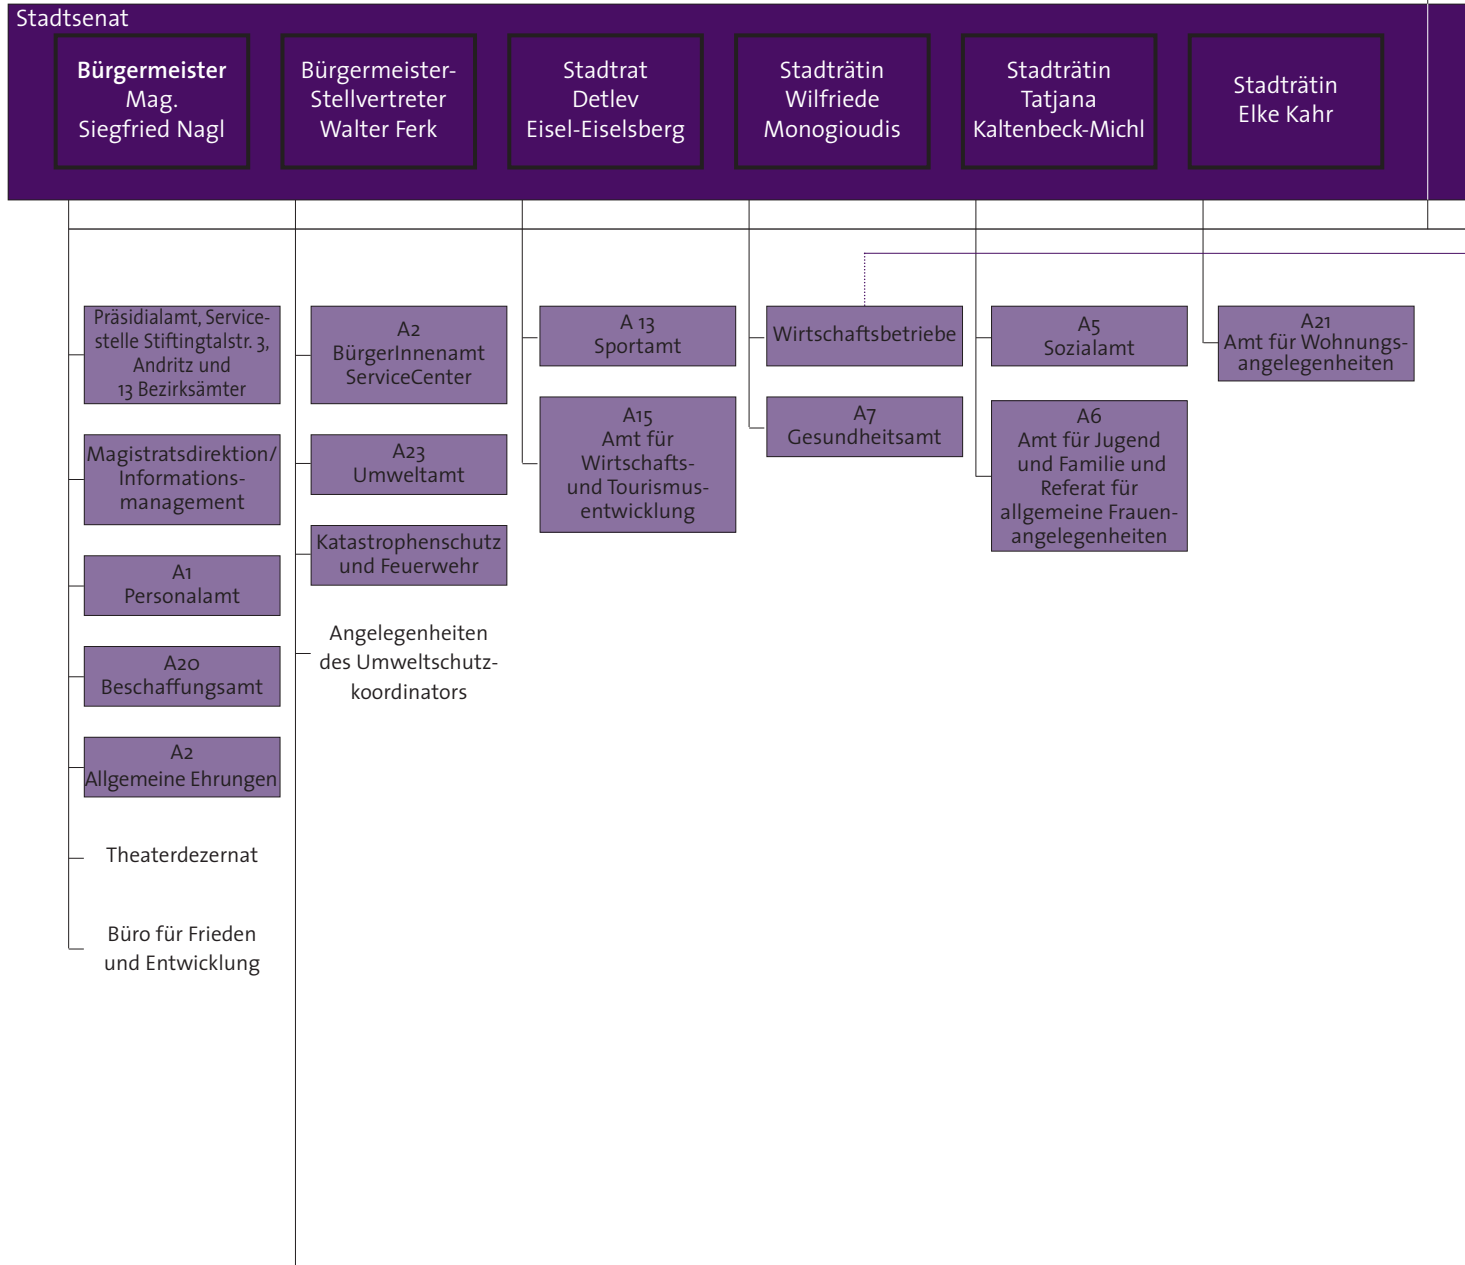 Stadtsenat
Bürgermeister
Mag.
Siegfried Nagl
Bürgermeister-
Stellvertreter
Walter Ferk
Stadtrat
Detlev
Eisel-Eiselsberg
Stadträtin
Wilfriede
Monogioudis
Stadträtin
Tatjana
Kaltenbeck-Michl
Stadträtin
Elke Kahr
Präsidialamt, Service-
stelle Stiftingtalstr. 3,
Andritz und
13 Bezirksämter
Magistratsdirektion/
Informations-
management
A1
Personalamt
A20
Beschaffungsamt
A2
Allgemeine Ehrungen
Theaterdezernat
Büro für Frieden
und Entwicklung
A2
BürgerInnenamt
ServiceCenter
A23
Umweltamt
Katastrophenschutz
und Feuerwehr
Angelegenheiten
des Umweltschutz-
koordinators
A 13
Sportamt
A15
Amt für
Wirtschafts-
und Tourismus-
entwicklung
Wirtschaftsbetriebe
A7
Gesundheitsamt
A5
Sozialamt
A6
Amt für Jugend
und Familie und
Referat für
allgemeine Frauen-
angelegenheiten
A21
Amt für Wohnungs-
angelegenheiten